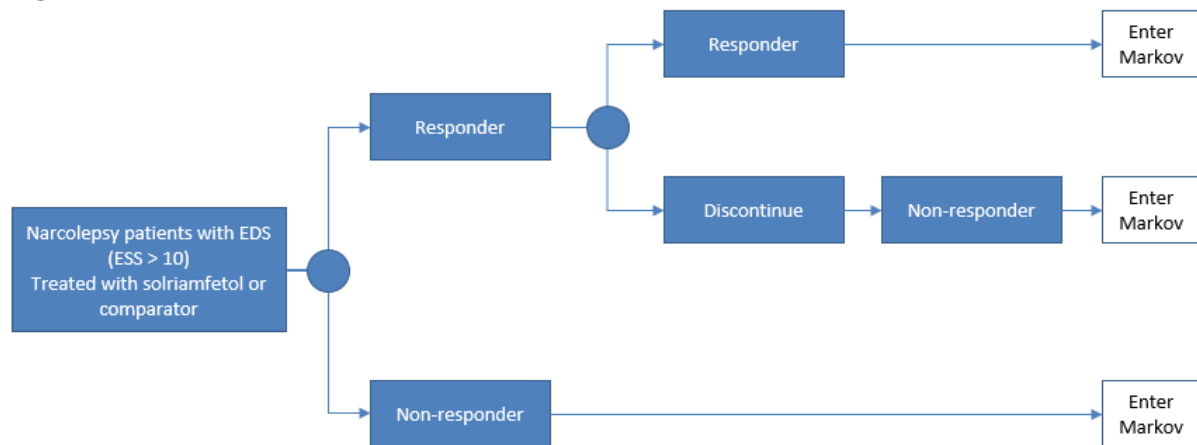 Responder
Enter
Markov
Responder
Discontinue
Non-responder
Enter
Markov
Narcolepsy patients with EDS
(ESS > 10)
Treated with solriamfetol or
comparator
Non-responder
Enter
Markov